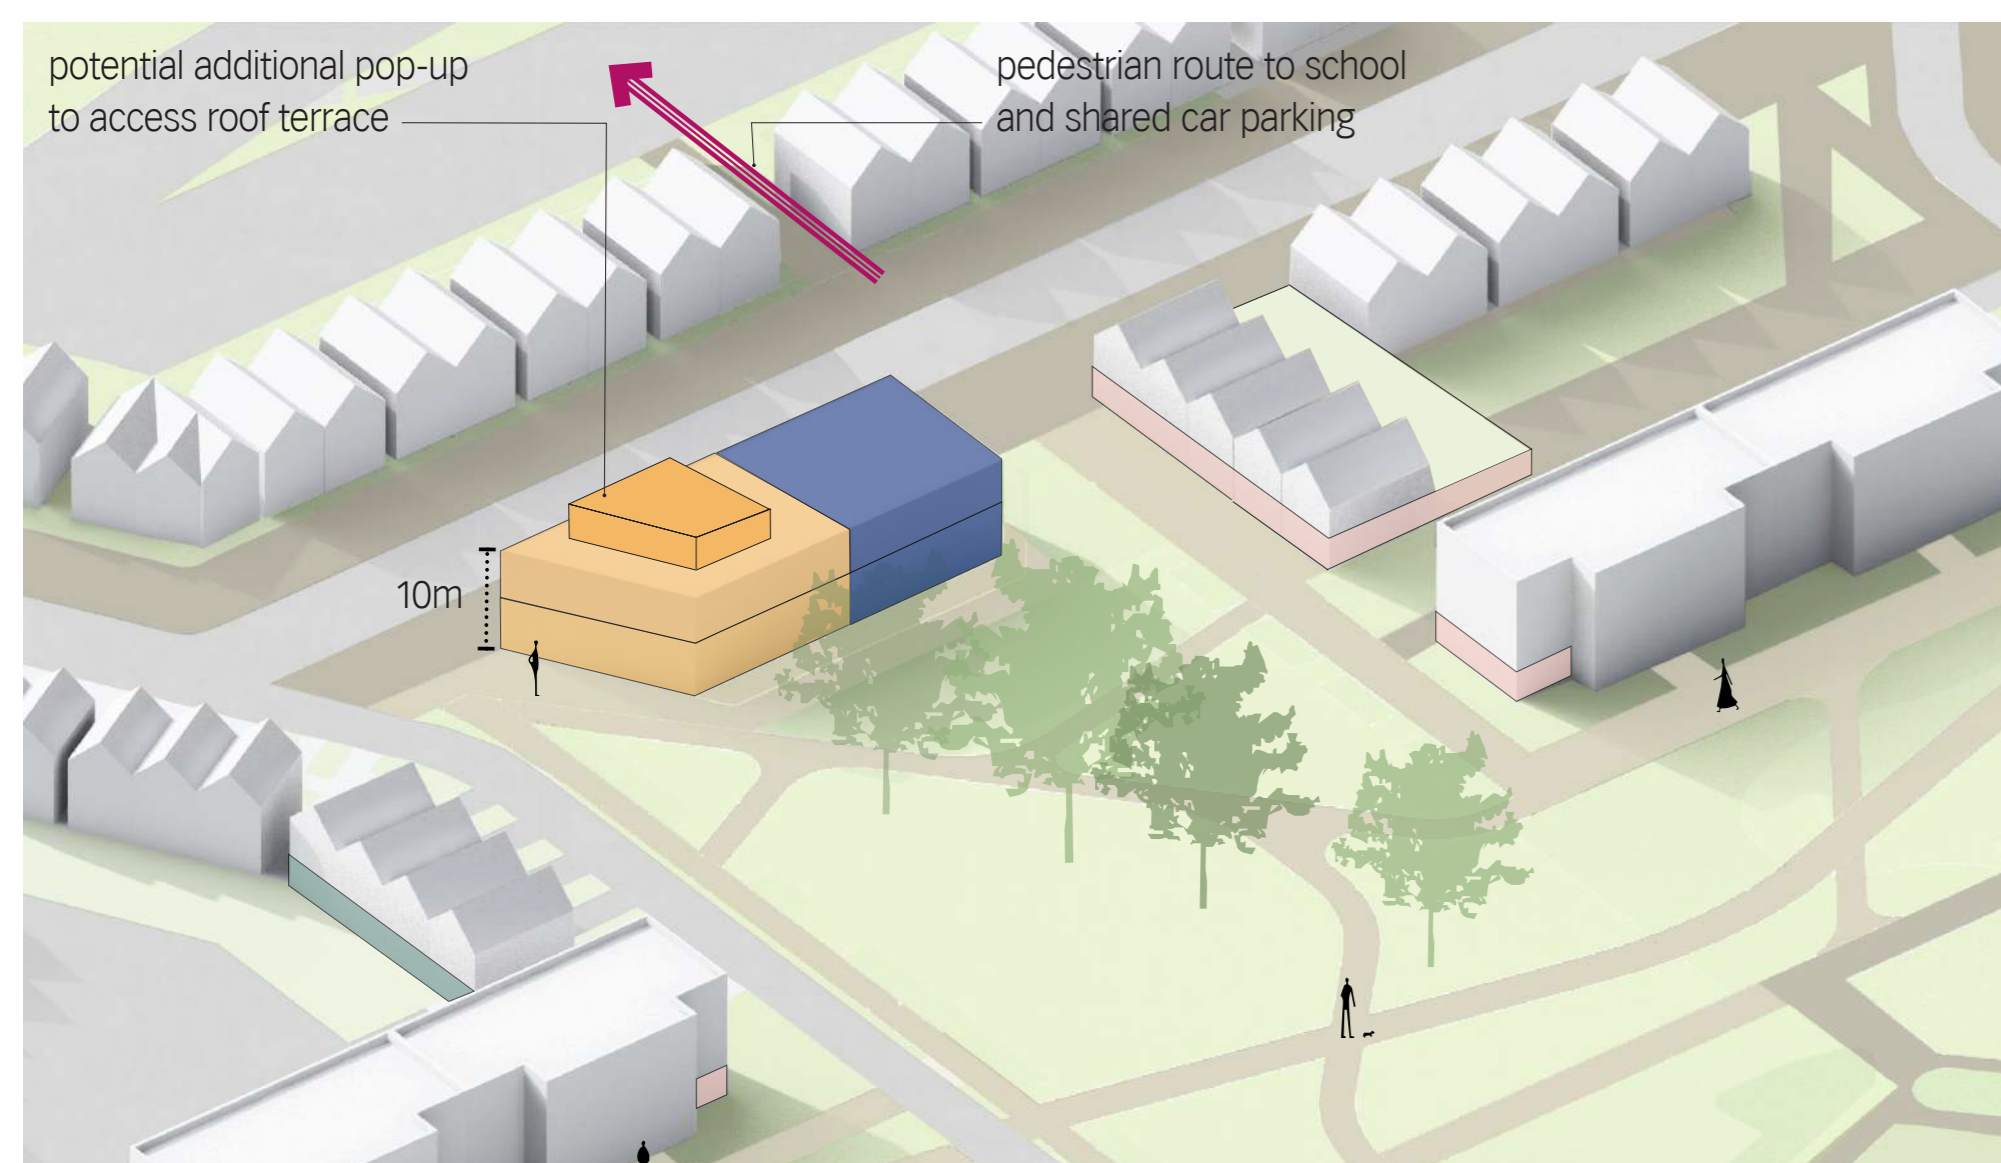 potential additional pop-up
to access roof terrace
pedestrian route to school
and shared car parking
10m